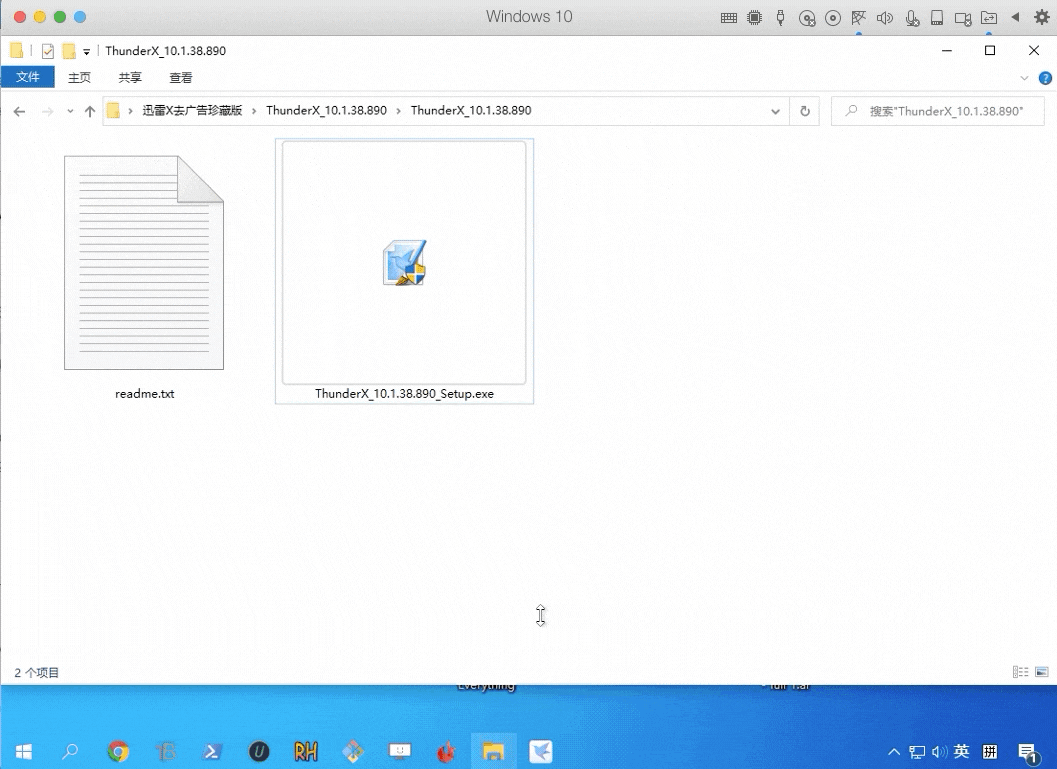 Windows 10
ThunderX_10.1.38.890
文件 主页 共享 查看
迅雷X去广告珍藏版 ThunderX_10.1.38.890 ThunderX_10.1.38.890
搜索"ThunderX_10.1.38.890"
readme.txt
ThunderX_10.1.38.890_Setup.exe
2 个项目
Everything
RH
英 拼
1